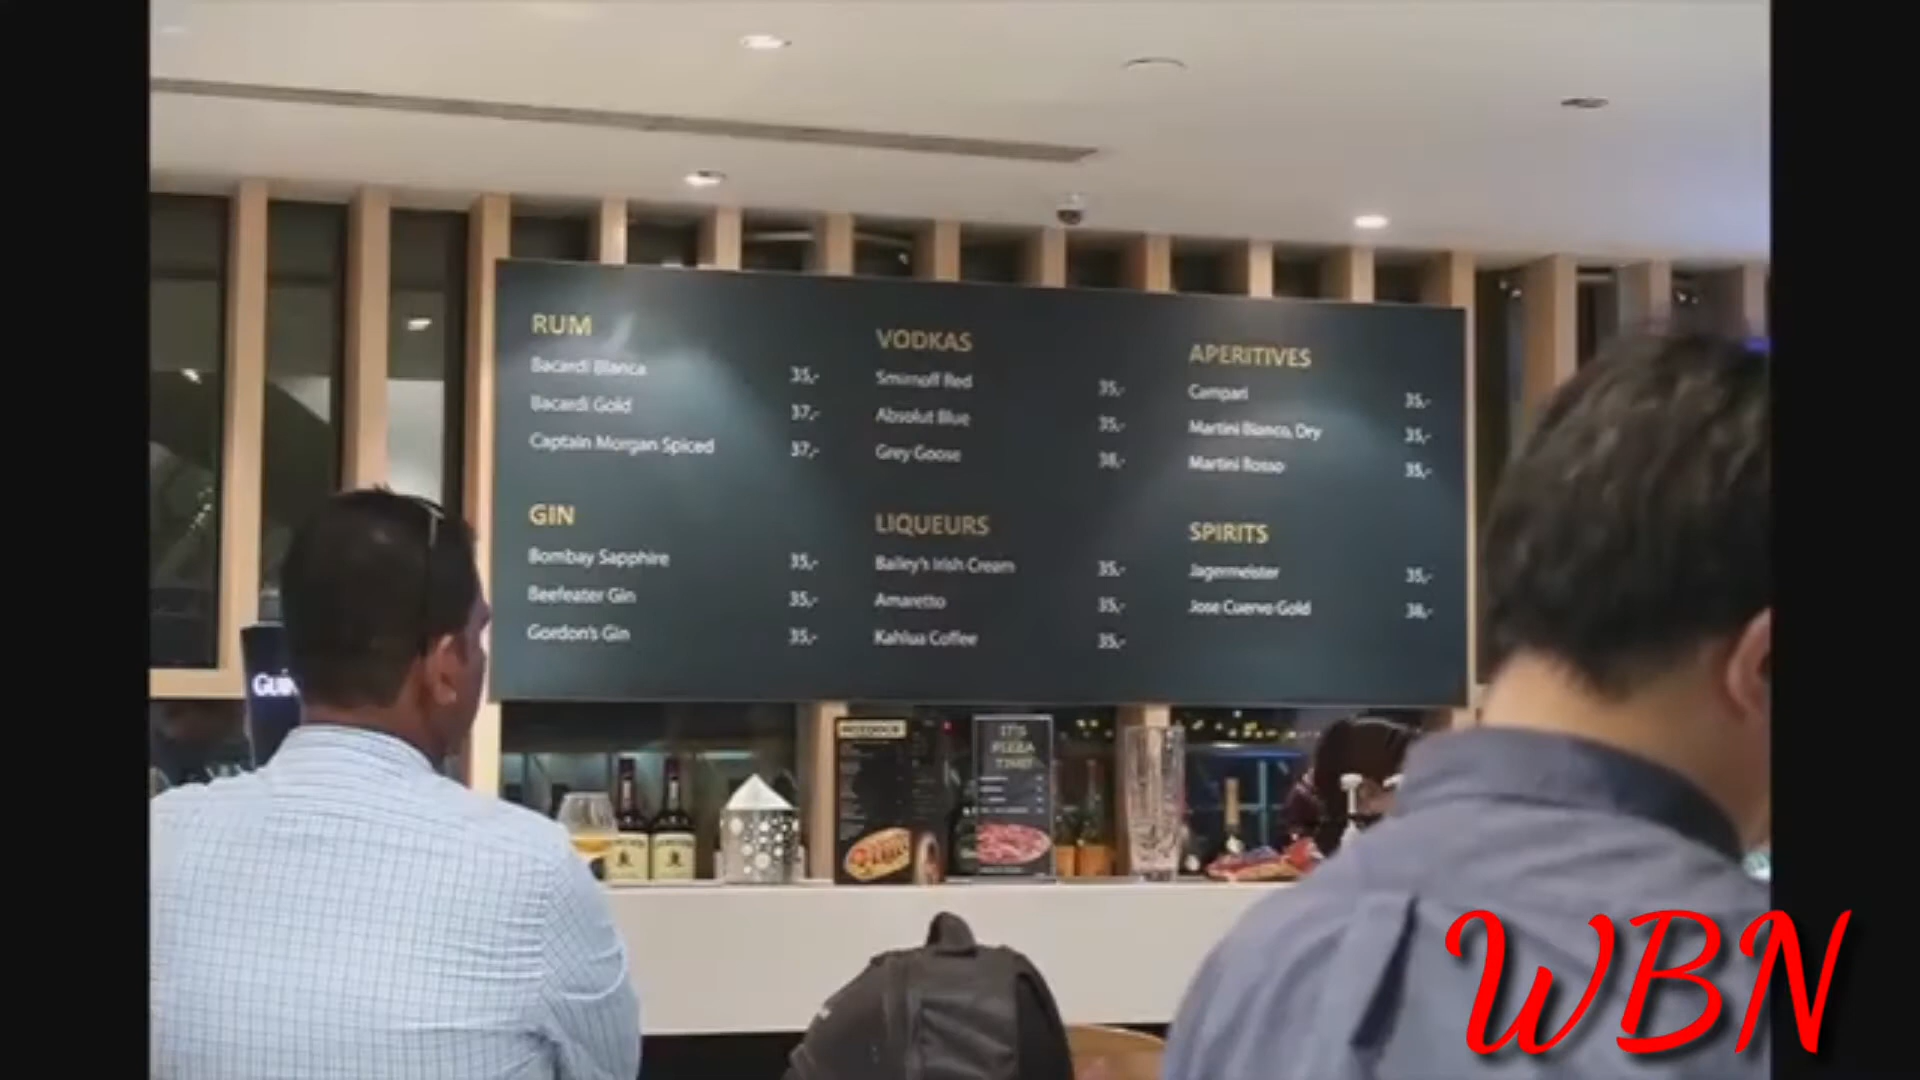 RUM
Bacardi Blanca 35,-
Bacardi Gold 37,-
Captain Morgan Spiced 37,-
GIN
Bombay Sapphire 35,-
Beefeater Gin 35,-
Gordon's Gin 35,-
VODKAS
Smirnoff Red 35,-
Absolut Blue 35,-
Grey Goose 38,-
LIQUEURS
Bailey's Irish Cream 35,-
Amaretto 35,-
Kahlua Coffee 35,-
APERITIVES
Campari 35,-
Martini Bianco, Dry 35,-
Martini Rosso 35,-
SPIRITS
Jagermeister 35,-
Jose Cuervo Gold 38,-
IT'S
PIZZA
TIME!
WBN